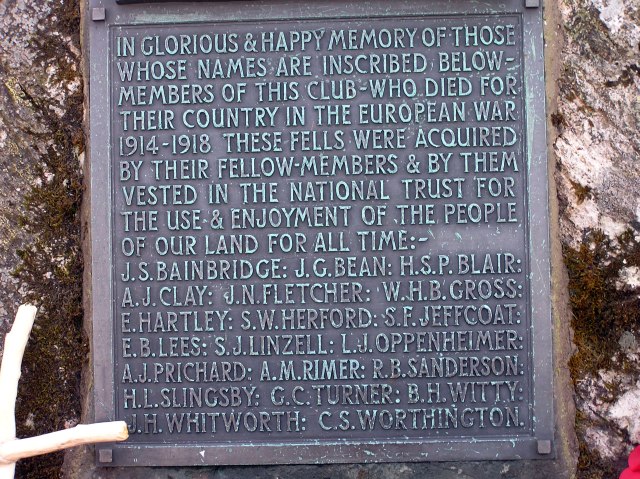 IN GLORIOUS & HAPPY MEMORY OF THOSE
WHOSE NAMES ARE INSCRIBED BELOW–
MEMBERS OF THIS CLUB–WHO DIED FOR
THEIR COUNTRY IN THE EUROPEAN WAR
1914–1918 THESE FELLS WERE ACQUIRED
BY THEIR FELLOW-MEMBERS & BY THEM
VESTED IN THE NATIONAL TRUST FOR
THE USE & ENJOYMENT OF THE PEOPLE
OF OUR LAND FOR ALL TIME:–
J.S.BAINBRIDGE: J.G.BEAN: H.S.P. BLAIR:
A.J.CLAY: J.N.FLETCHER: W.H.B.GROSS:
E.HARTLEY: S.W.HERFORD: S.F.JEFFCOAT:
E.B.LEES: S.J.LINZELL: L.J.OPPENHEIMER:
A.J.PRICHARD: A.M.RIMER: R.B.SANDERSON:
H.L.SLINGSBY: G.C.TURNER: B.H.WITTY:
J.H.WHITWORTH: C.S.WORTHINGTON.